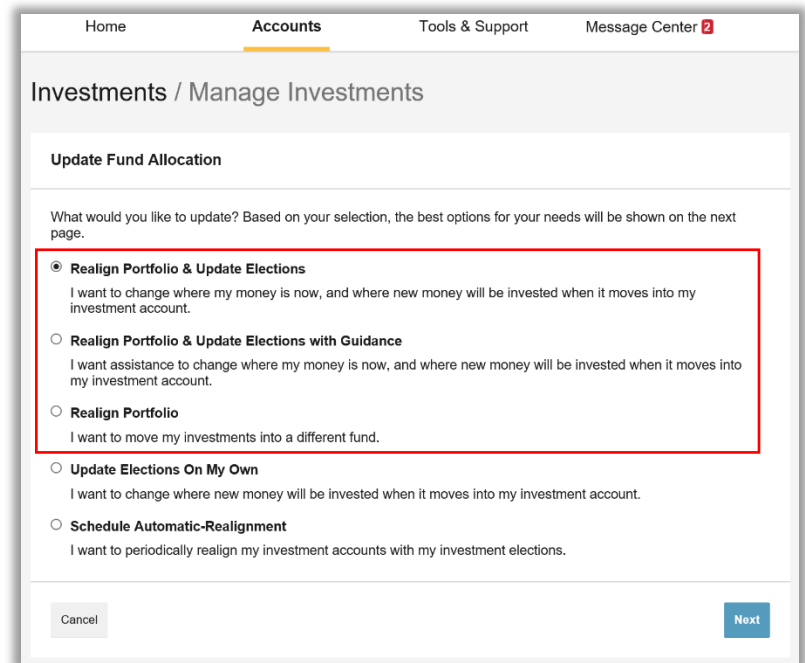 Home Accounts Tools & Support Message Center 2
Investments / Manage Investments
Update Fund Allocation
What would you like to update? Based on your selection, the best options for your needs will be shown on the next
page.
Realign Portfolio & Update Elections
I want to change where my money is now, and where new money will be invested when it moves into my
investment account.
Realign Portfolio & Update Elections with Guidance
I want assistance to change where my money is now, and where new money will be invested when it moves into
my investment account.
Realign Portfolio
I want to move my investments into a different fund.
Update Elections On My Own
I want to change where new money will be invested when it moves into my investment account.
Schedule Automatic-Realignment
I want to periodically realign my investment accounts with my investment elections.
Cancel Next